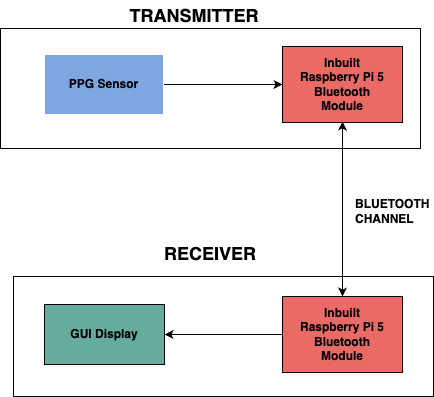 TRANSMITTER
PPG Sensor
Inbuilt
Raspberry Pi 5
Bluetooth
Module
BLUETOOTH
CHANNEL
RECEIVER
GUI Display
Inbuilt
Raspberry Pi 5
Bluetooth
Module